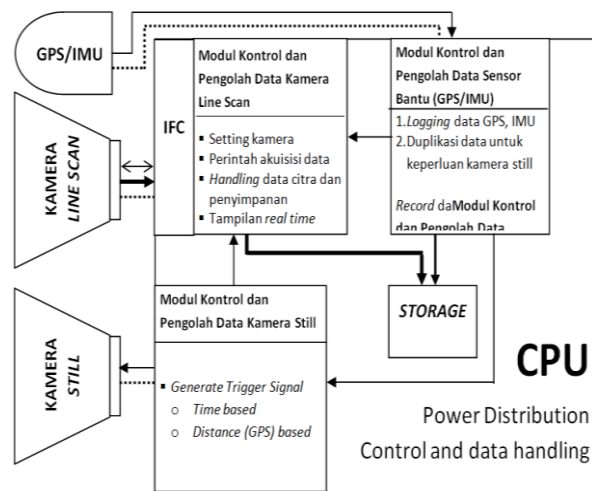 GPS/IMU
KAMERA
LINE SCAN
IFC
Modul Kontrol dan
Pengolah Data Kamera
Line Scan
▪ Setting kamera
▪ Perintah akuisisi data
▪ Handling data citra dan
penyimpanan
▪ Tampilan real time
Modul Kontrol dan
Pengolah Data Sensor
Bantu (GPS/IMU)
1.Logging data GPS, IMU
2.Duplikasi data untuk
keperluan kamera still
Record daModul Kontrol
dan Pengolah Data
KAMERA
STILL
Modul Kontrol dan
Pengolah Data Kamera Still
▪ Generate Trigger Signal
o Time based
o Distance (GPS) based
STORAGE
CPU
Power Distribution
Control and data handling